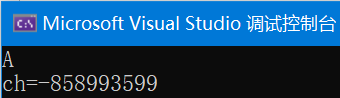 C:\ Microsoft Visual Studio 调试控制台
A
ch=-858993599